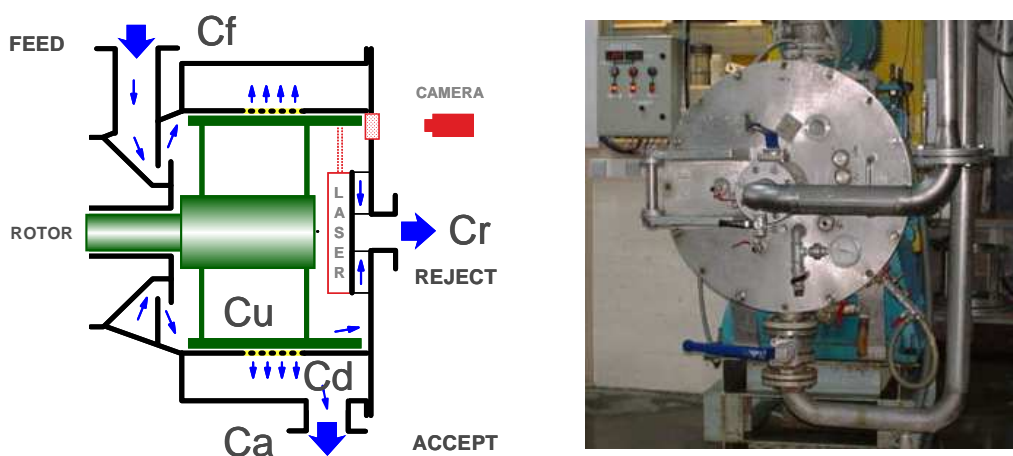 FEED
Cf
CAMERA
LASER
ROTOR
Cr
REJECT
Cu
Cd
Ca
ACCEPT